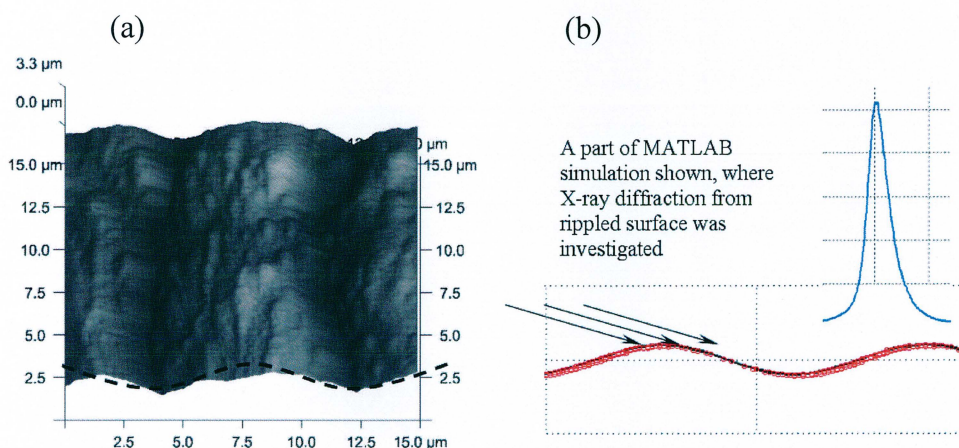 (a)
(b)
3.3 µm
0.0 µm
15.0 µm
12.5
10.0
7.5
5.0
2.5
15.0 µm
12.5
10.0
7.5
5.0
2.5
2.5
5.0
7.5
10.0
12.5
15.0 µm
A part of MATLAB
simulation shown, where
X-ray diffraction from
rippled surface was
investigated